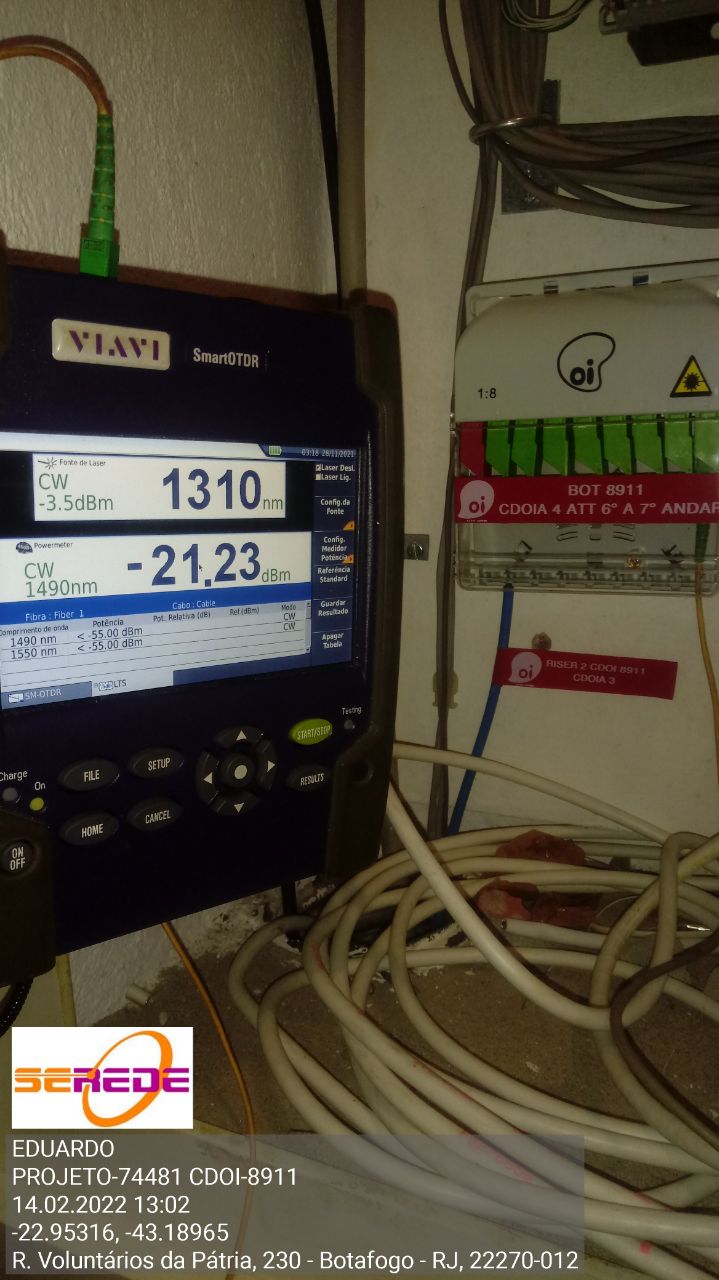 VIAVI
SmartOTDR
03:18 28/11/2021
Fonte de Laser
CW
-3.5dBm
1310 nm
Laser Desl.
Laser Lig.
Config.da
Fonte
Powermeter
CW
1490nm
-21.23 dBm
Config.
Medidor
Potência
Referência
Standard
Guardar
Resultado
Apagar
Tabela
Fibra : Fiber 1
Cabo : Cable
Comprimento de onda
Potência
Pot. Relativa (dB)
Ref (dBm)
Modo
1490 nm
< -55.00 dBm
CW
1550 nm
< -55.00 dBm
CW
SM-OTDR
LTS
Charge
On
Testing
FILE
SETUP
START/STOP
HOME
CANCEL
RESULTS
ON
OFF
oi
1:8
oi
BOT 8911
CDOIA 4 ATT 6° A 7° ANDAR
oi
RISER 2 CDOI 8911
CDOIA 3
SEREDE
EDUARDO
PROJETO-74481 CDOI-8911
14.02.2022 13:02
-22.95316, -43.18965
R. Voluntários da Pátria, 230 - Botafogo - RJ, 22270-012